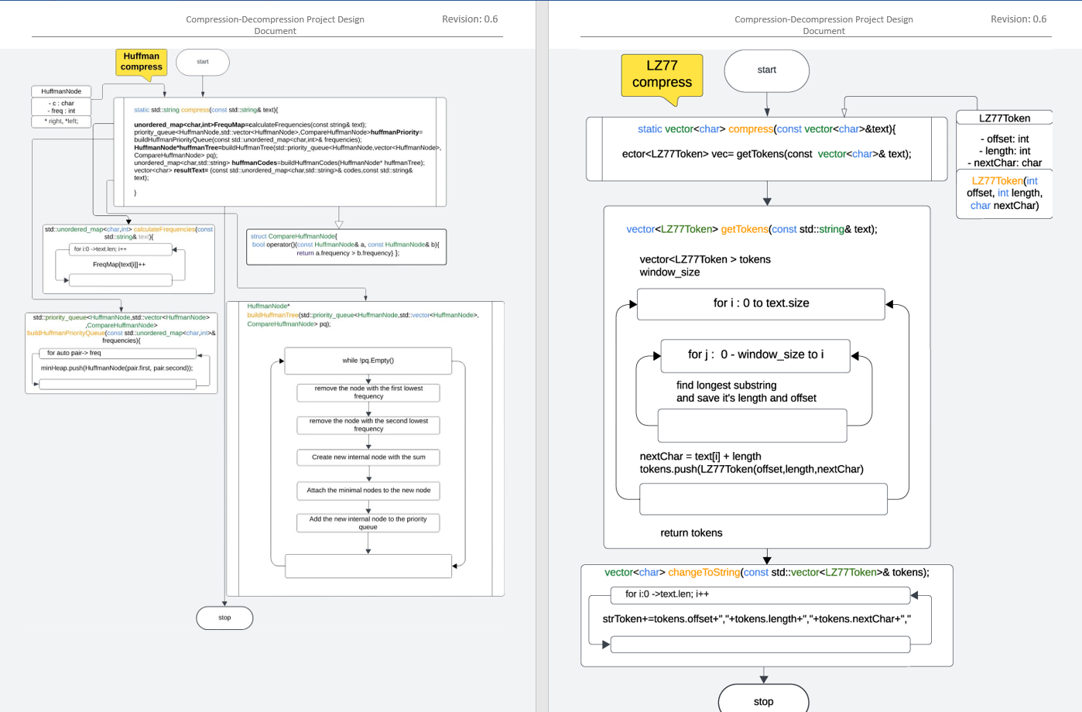 Compression-Decompression Project Design
Document
Revision: 0.6
Huffman
compress
start
HuffmanNode
- c : char
- freq : int
* right, *left;
static std::string compress(const std::string& text){
unordered_map<char,int>FrequMap=calculateFrequencies(const string& text);
priority_queue<HuffmanNode,std::vector<HuffmanNode>,CompareHuffmanNode>huffmanPriority=
buildHuffmanPriorityQueue(const std::unordered_map<char,int>& frequencies);
HuffmanNode*huffmanTree=buildHuffmanTree(std::priority_queue<HuffmanNode,vector<HuffmanNode>,
CompareHuffmanNode> pq);
unordered_map<char,std::string> huffmanCodes=buildHuffmanCodes(HuffmanNode* huffmanTree);
vector<char> resultText= (const std::unordered_map<char,std::string>& codes,const std::string&
text);
}
std::unordered_map<char,int> calculateFrequencies(const
std::string& text){
for i:0 ->text.len; i++
FreqMap[text[i]]++
struct CompareHuffmanNode{
bool operator()(const HuffmanNode& a, const HuffmanNode& b){
return a.frequency > b.frequency} };
std::priority_queue<HuffmanNode,std::vector<HuffmanNode>
,CompareHuffmanNode>
buildHuffmanPriorityQueue(const std::unordered_map<char,int>&
frequencies){
for auto pair-> freq
minHeap.push(HuffmanNode(pair.first, pair.second));
HuffmanNode*
buildHuffmanTree(std::priority_queue<HuffmanNode,std::vector<HuffmanNode>,
CompareHuffmanNode> pq);
while !pq.Empty()
remove the node with the first lowest
frequency
remove the node with the second lowest
frequency
Create new internal node with the sum
Attach the minimal nodes to the new node
Add the new internal node to the priority
queue
stop
Compression-Decompression Project Design
Document
Revision: 0.6
LZ77
compress
start
LZ77Token
- offset: int
- length: int
- nextChar: char
LZ77Token(int
offset, int length,
char nextChar)
static vector<char> compress(const vector<char>&text){
ector<LZ77Token> vec= getTokens(const vector<char>& text);
vector<LZ77Token> getTokens(const std::string& text);
vector<LZ77Token > tokens
window_size
for i : 0 to text.size
for j : 0 - window_size to i
find longest substring
and save it's length and offset
nextChar = text[i] + length
tokens.push(LZ77Token(offset,length,nextChar)
return tokens
vector<char> changeToString(const std::vector<LZ77Token>& tokens);
for i:0 ->text.len; i++
strToken+=tokens.offset+","+tokens.length+","+tokens.nextChar+","
stop